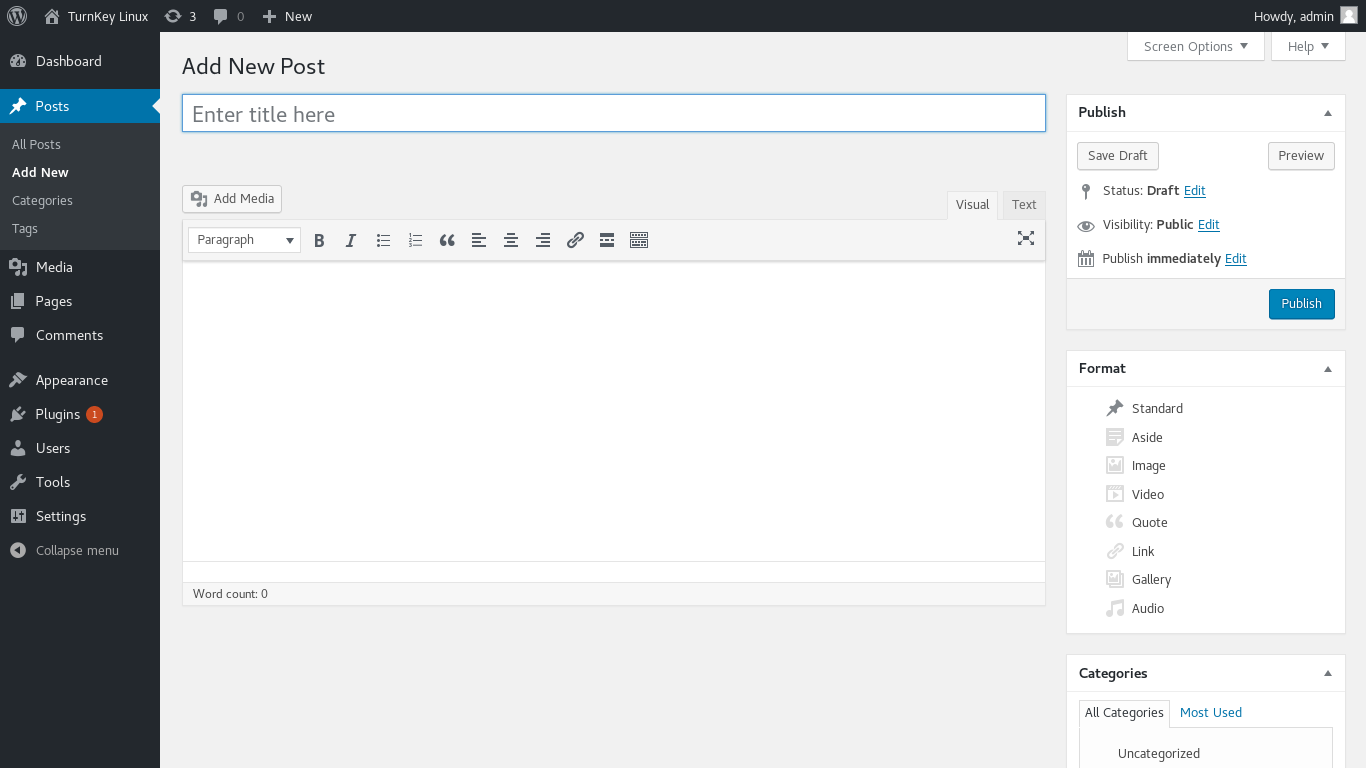 TurnKey Linux 3 0 New Howdy, admin
Dashboard
Posts
All Posts
Add New
Categories
Tags
Media
Pages
Comments
Appearance
Plugins 1
Users
Tools
Settings
Collapse menu
Screen Options Help
Add New Post
Enter title here
Add Media
Visual Text
Paragraph
B I
1 2 3
Word count: 0
Publish
Save Draft Preview
Status: Draft Edit
Visibility: Public Edit
Publish immediately Edit
Publish
Format
Standard
Aside
Image
Video
Quote
Link
Gallery
Audio
Categories
All Categories Most Used
Uncategorized